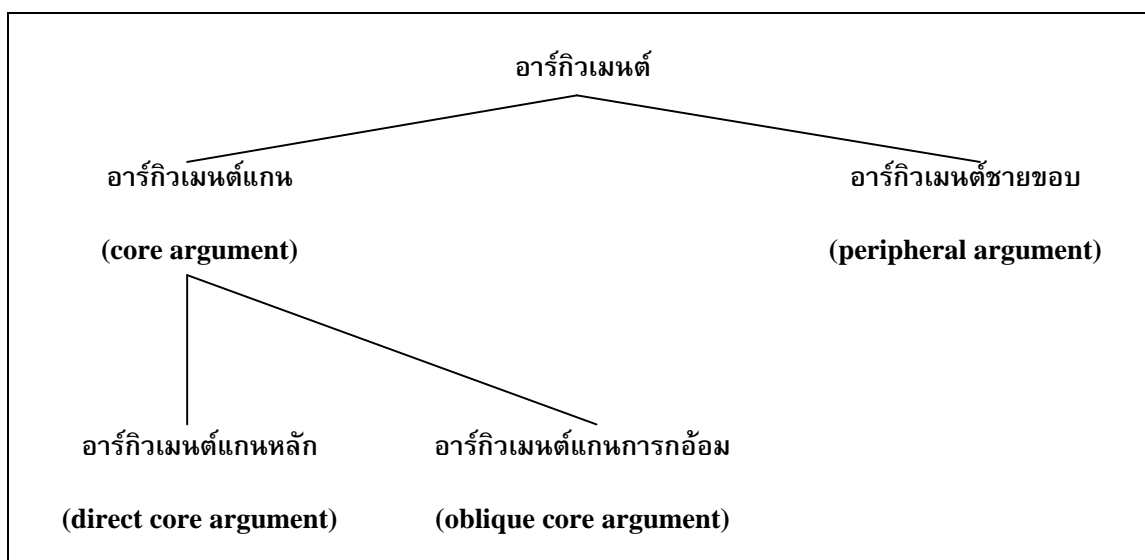 อาร์กิวเมนต์
อาร์กิวเมนต์แกน
อาร์กิวเมนต์ชายขอบ
(core argument)
(peripheral argument)
อาร์กิวเมนต์แกนหลัก
อาร์กิวเมนต์แกนการกอ้อม
(direct core argument)
(oblique core argument)